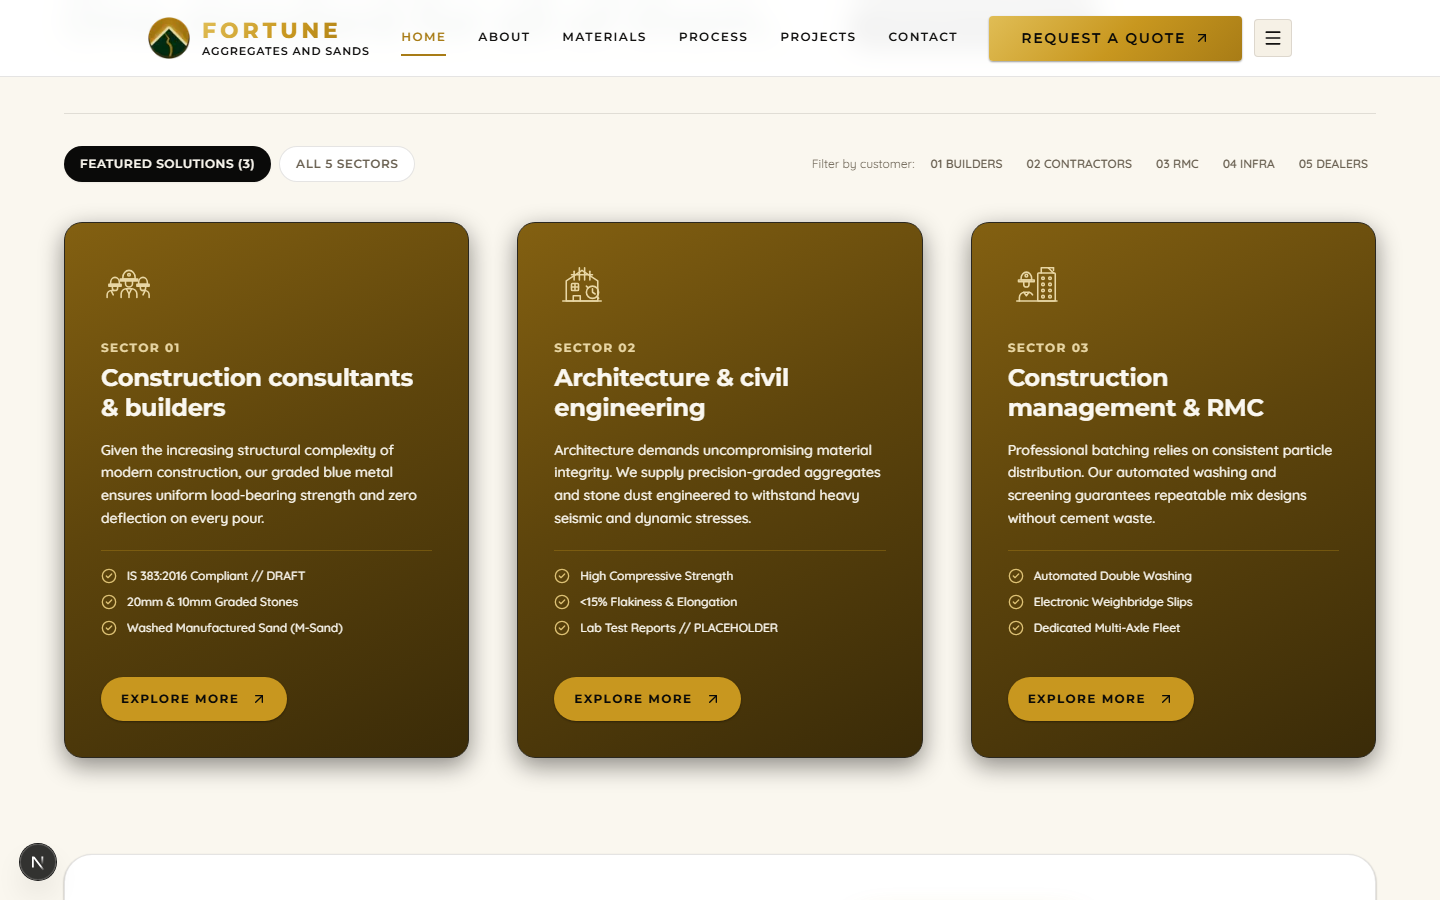 FORTUNE
AGGREGATES AND SANDS
HOME
ABOUT
MATERIALS
PROCESS
PROJECTS
CONTACT
REQUEST A QUOTE
FEATURED SOLUTIONS (3)
ALL 5 SECTORS
Filter by customer:
01 BUILDERS
02 CONTRACTORS
03 RMC
04 INFRA
05 DEALERS
SECTOR 01
Construction consultants
& builders
Given the increasing structural complexity of
modern construction, our graded blue metal
ensures uniform load-bearing strength and zero
deflection on every pour.
IS 383:2016 Compliant // DRAFT
20mm & 10mm Graded Stones
Washed Manufactured Sand (M-Sand)
EXPLORE MORE
SECTOR 02
Architecture & civil
engineering
Architecture demands uncompromising material
integrity. We supply precision-graded aggregates
and stone dust engineered to withstand heavy
seismic and dynamic stresses.
High Compressive Strength
<15% Flakiness & Elongation
Lab Test Reports // PLACEHOLDER
EXPLORE MORE
SECTOR 03
Construction
management & RMC
Professional batching relies on consistent particle
distribution. Our automated washing and
screening guarantees repeatable mix designs
without cement waste.
Automated Double Washing
Electronic Weighbridge Slips
Dedicated Multi-Axle Fleet
EXPLORE MORE
N